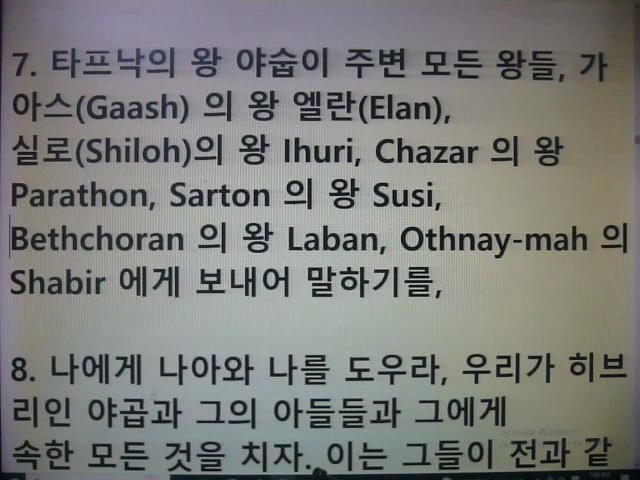 7. 타프낙의 왕 야숩이 주변 모든 왕들, 가
아스(Gaash) 의 왕 엘란(Elan),
실로(Shiloh)의 왕 Ihuri, Chazar 의 왕
Parathon, Sarton 의 왕 Susi,
Bethchoran 의 왕 Laban, Othnay-mah 의
Shabir 에게 보내어 말하기를,
8. 나에게 나아와 나를 도우라, 우리가 히브
리인 야곱과 그의 아들들과 그에게
속한 모든 것을 치자. 이는 그들이 전과 같